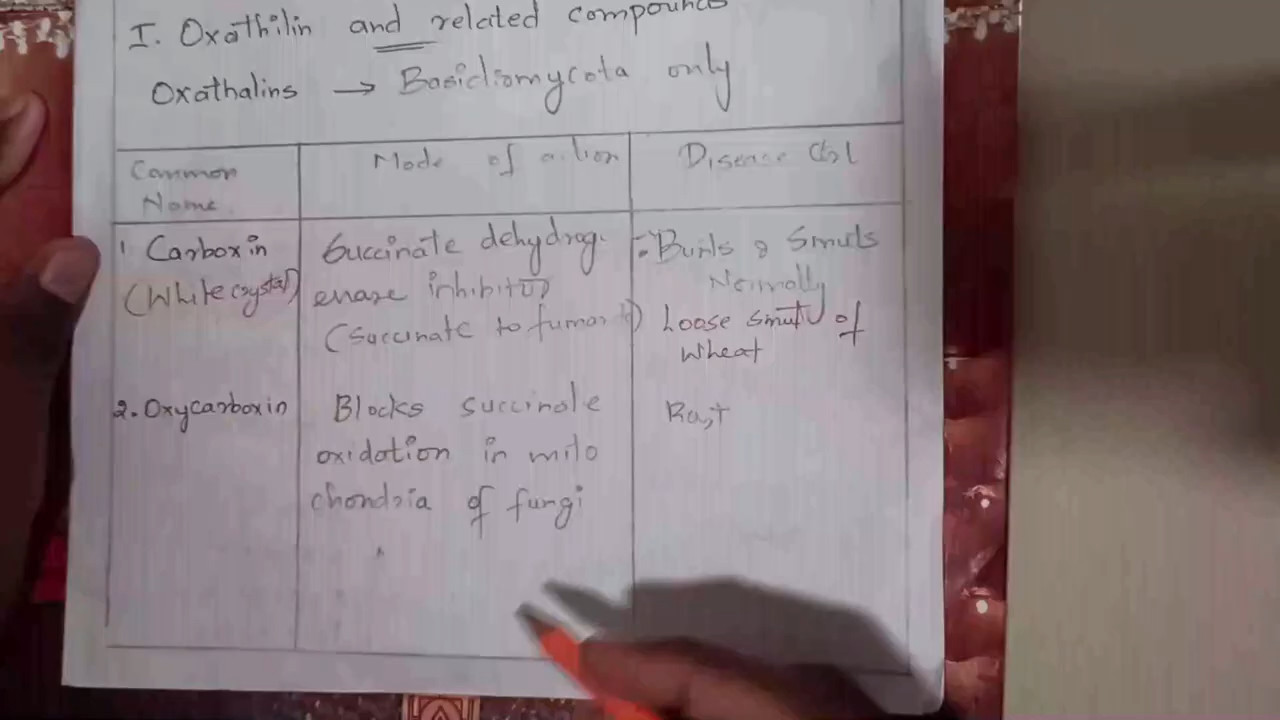 I. Oxathilin and related compounds
Oxathalins → Basidiomycota only
Common Name
Mode of action
Disease Ctrl
1. Carboxin
(White crystal)
Succinate dehydrog-
enase inhibitor
(Succinate to fumarate)
Bunts & Smuts
Normally
Loose smut of
Wheat
2. Oxycarboxin
Blocks succinate
oxidation in mito
chondria of fungi
Rust